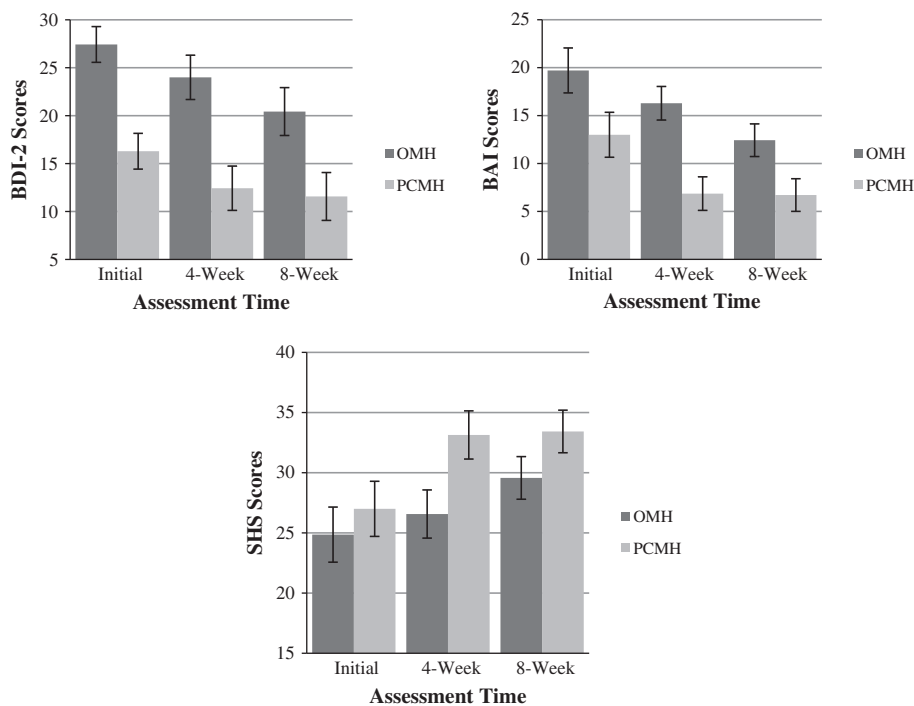 30
25
20
15
10
5
BDI-2 Scores
Initial 4-Week 8-Week
Assessment Time
OMH
PCMH
25
20
15
10
5
0
BAI Scores
Initial 4-Week 8-Week
Assessment Time
OMH
PCMH
40
35
30
25
20
15
SHS Scores
Initial 4-Week 8-Week
Assessment Time
OMH
PCMH